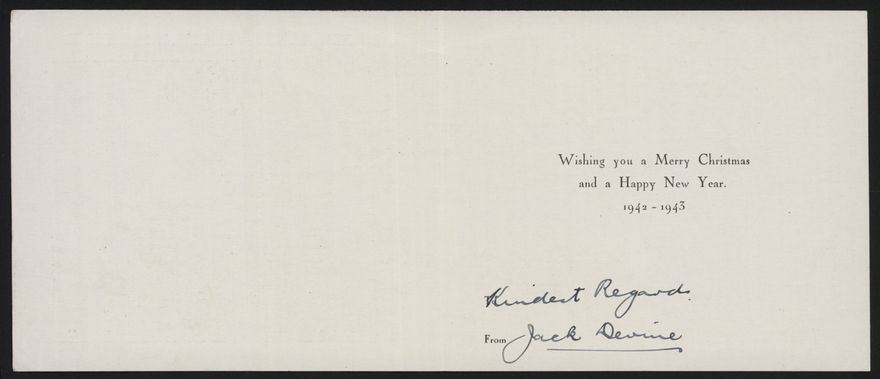 Wishing you a Merry Christmas
and a Happy New Year.
1942 - 1943
Kindest Regards.
From Jack Devine